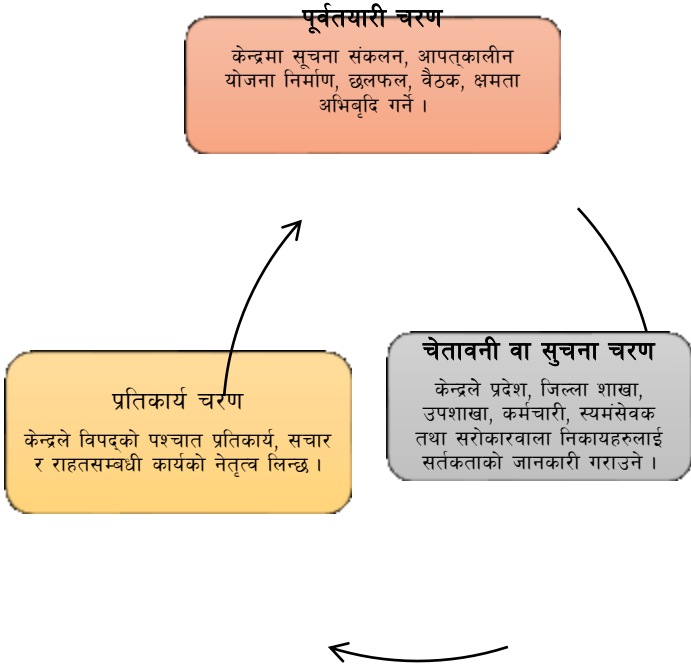 पूर्वतयारी चरण
केन्द्रमा सूचना संकलन, आपत्कालीन
योजना निर्माण, छलफल, वैठक, क्षमता
अभिबृदि गर्ने ।
चेतावनी वा सुचना चरण
केन्द्रले प्रदेश, जिल्ला शाखा,
उपशाखा, कर्मचारी, स्यमंसेवक
तथा सरोकारवाला निकायहरुलाई
सर्तकताको जानकारी गराउने ।
प्रतिकार्य चरण
केन्द्रले विपद्को पश्चात प्रतिकार्य, सचार
र राहतसम्बधी कार्यको नेतृत्व लिन्छ ।